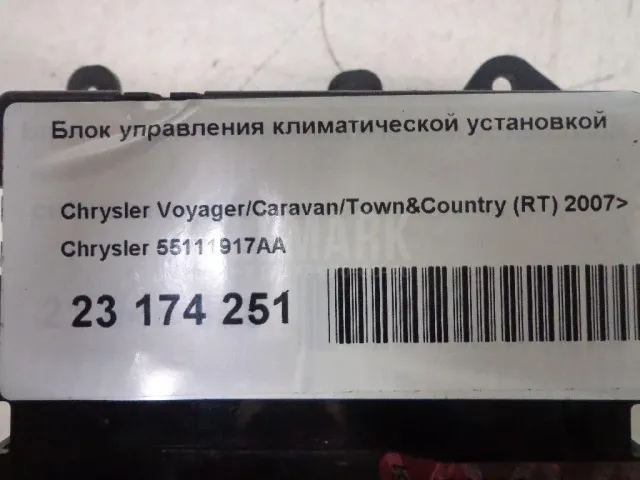 Блок управления климатической установкой
Chrysler Voyager/Caravan/Town&Country (RT) 2007>
Chrysler 55111917AA
23 174 251